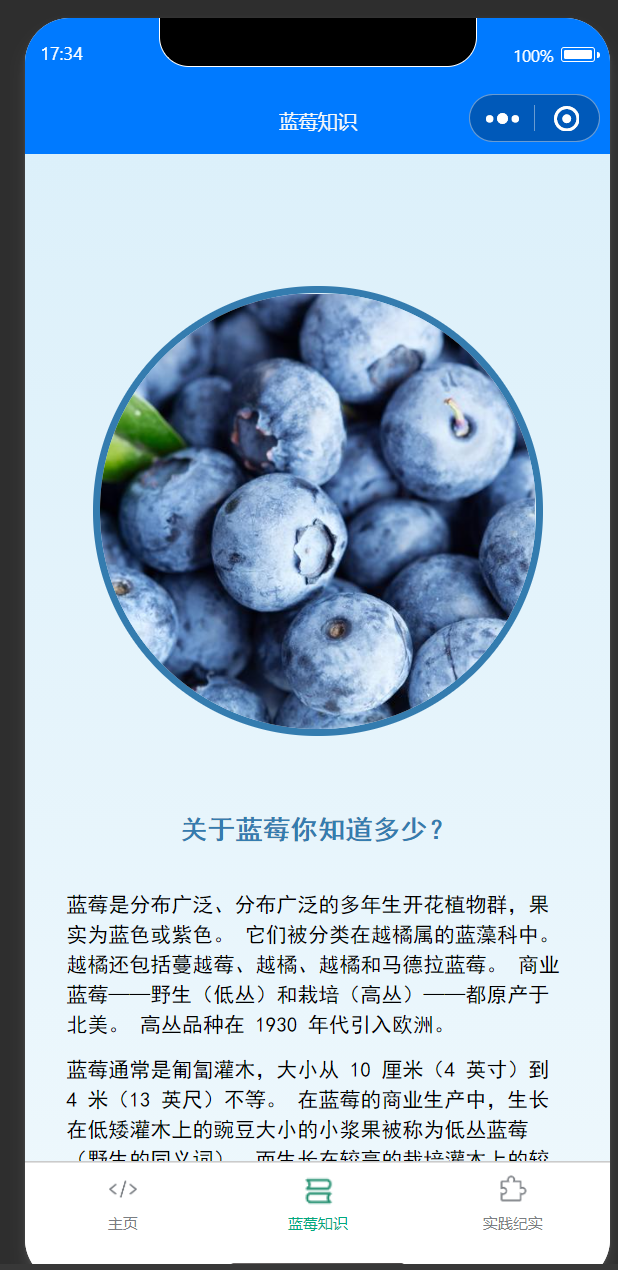 17:34
100%
蓝莓知识
关于蓝莓你知道多少？
蓝莓是分布广泛、分布广泛的多年生开花植物群，果
实为蓝色或紫色。 它们被分类在越橘属的蓝藻科中。
越橘还包括蔓越莓、越橘、越橘和马德拉蓝莓。 商业
蓝莓——野生（低丛）和栽培（高丛）——都原产于
北美。 高丛品种在 1930 年代引入欧洲。
蓝莓通常是匍匐灌木，大小从 10 厘米（4 英寸）到
4 米（13 英尺）不等。 在蓝莓的商业生产中，生长
在低矮灌木上的豌豆大小的小浆果被称为低丛蓝莓
（野生的同义词），而生长在较高的栽培灌木上的较
主页
蓝莓知识
实践纪实